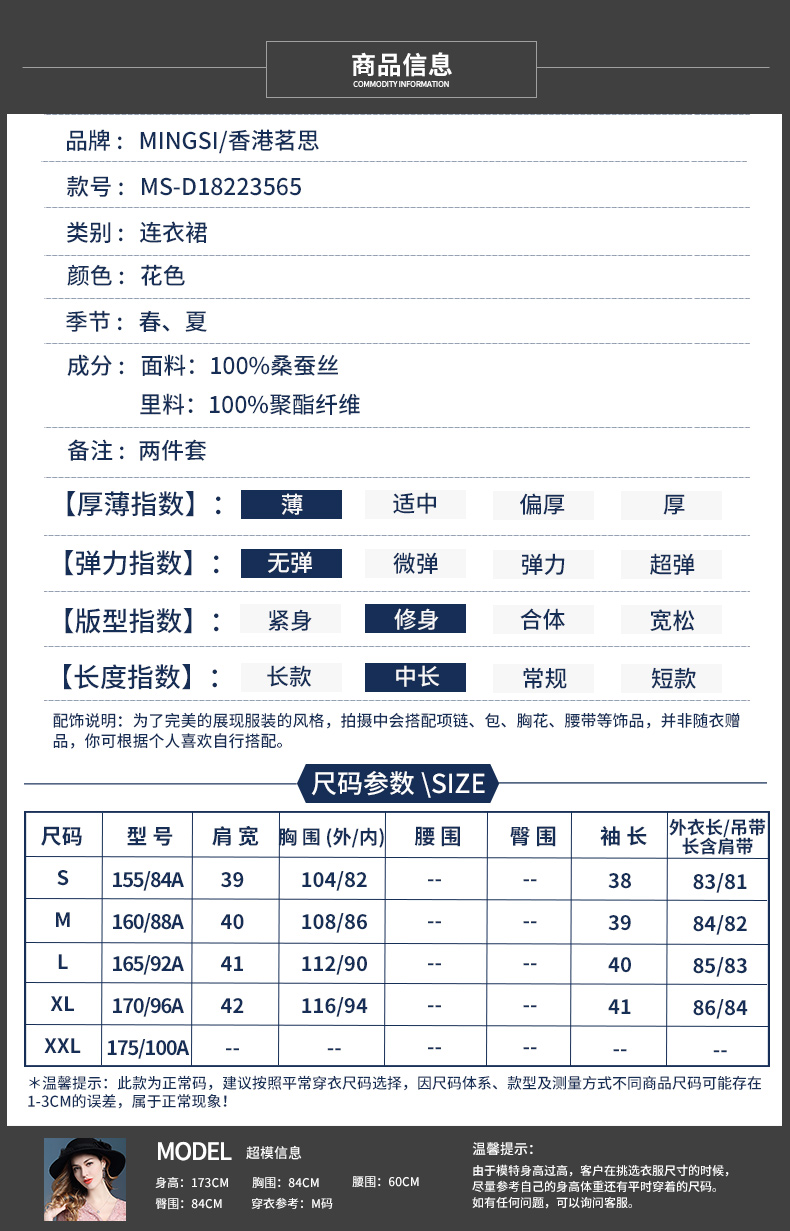 商品信息
COMMODITY INFORMATION
品牌： MINGSI/香港茗思
款号： MS-D18223565
类别： 连衣裙
颜色： 花色
季节： 春、夏
成分： 面料：100%桑蚕丝
里料：100%聚酯纤维
备注： 两件套
【厚薄指数】： 薄 适中 偏厚 厚
【弹力指数】： 无弹 微弹 弹力 超弹
【版型指数】： 紧身 修身 合体 宽松
【长度指数】： 长款 中长 常规 短款
配饰说明：为了完美的展现服装的风格，拍摄中会搭配项链、包、胸花、腰带等饰品，并非随衣赠
品，你可根据个人喜欢自行搭配。
尺码参数 \SIZE
尺码 型 号 肩 宽 胸 围 (外/内) 腰 围 臀 围 袖 长 外衣长/吊带
长含肩带
S 155/84A 39 104/82 -- -- 38 83/81
M 160/88A 40 108/86 -- -- 39 84/82
L 165/92A 41 112/90 -- -- 40 85/83
XL 170/96A 42 116/94 -- -- 41 86/84
XXL 175/100A -- -- -- -- -- --
＊温馨提示：此款为正常码，建议按照平常穿衣尺码选择，因尺码体系、款型及测量方式不同商品尺码可能存在
1-3CM的误差，属于正常现象！
MODEL 超模信息
身高：173CM 胸围：84CM 腰围：60CM
臀围：84CM 穿衣参考：M码
温馨提示：
由于模特身高过高，客户在挑选衣服尺寸的时候，
尽量参考自己的身高体重还有平时穿着的尺码。
如有任何问题，可以询问客服。